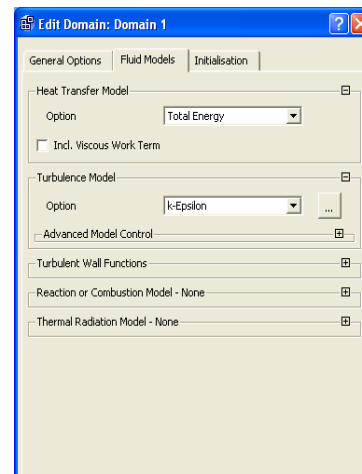 Edit Domain: Domain 1
General Options Fluid Models Initialisation
Heat Transfer Model
Option Total Energy
Incl. Viscous Work Term
Turbulence Model
Option k-Epsilon ...
Advanced Model Control
Turbulent Wall Functions
Reaction or Combustion Model - None
Thermal Radiation Model - None